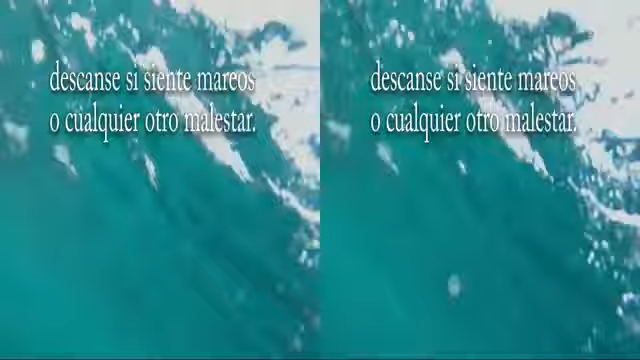 descanse si siente mareos
o cualquier otro malestar.
descanse si siente mareos
o cualquier otro malestar.